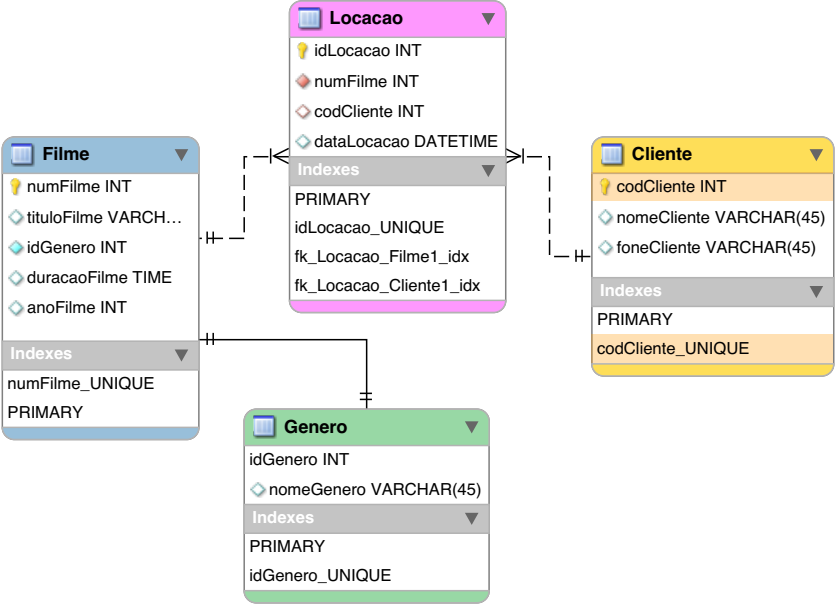 Locacao
idLocacao INT
numFilme INT
codCliente INT
dataLocacao DATETIME
Indexes
PRIMARY
idLocacao_UNIQUE
fk_Locacao_Filme1_idx
fk_Locacao_Cliente1_idx
Filme
numFilme INT
tituloFilme VARCH...
idGenero INT
duracaoFilme TIME
anoFilme INT
Indexes
numFilme_UNIQUE
PRIMARY
Cliente
codCliente INT
nomeCliente VARCHAR(45)
foneCliente VARCHAR(45)
Indexes
PRIMARY
codCliente_UNIQUE
Genero
idGenero INT
nomeGenero VARCHAR(45)
Indexes
PRIMARY
idGenero_UNIQUE